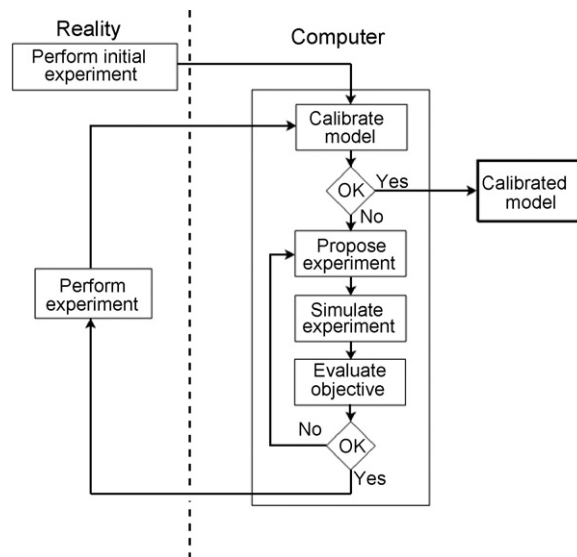 Reality
Computer
Perform initial
experiment
Calibrate
model
OK
Yes
Calibrated
model
No
Propose
experiment
Perform
experiment
Simulate
experiment
Evaluate
objective
No
OK
Yes